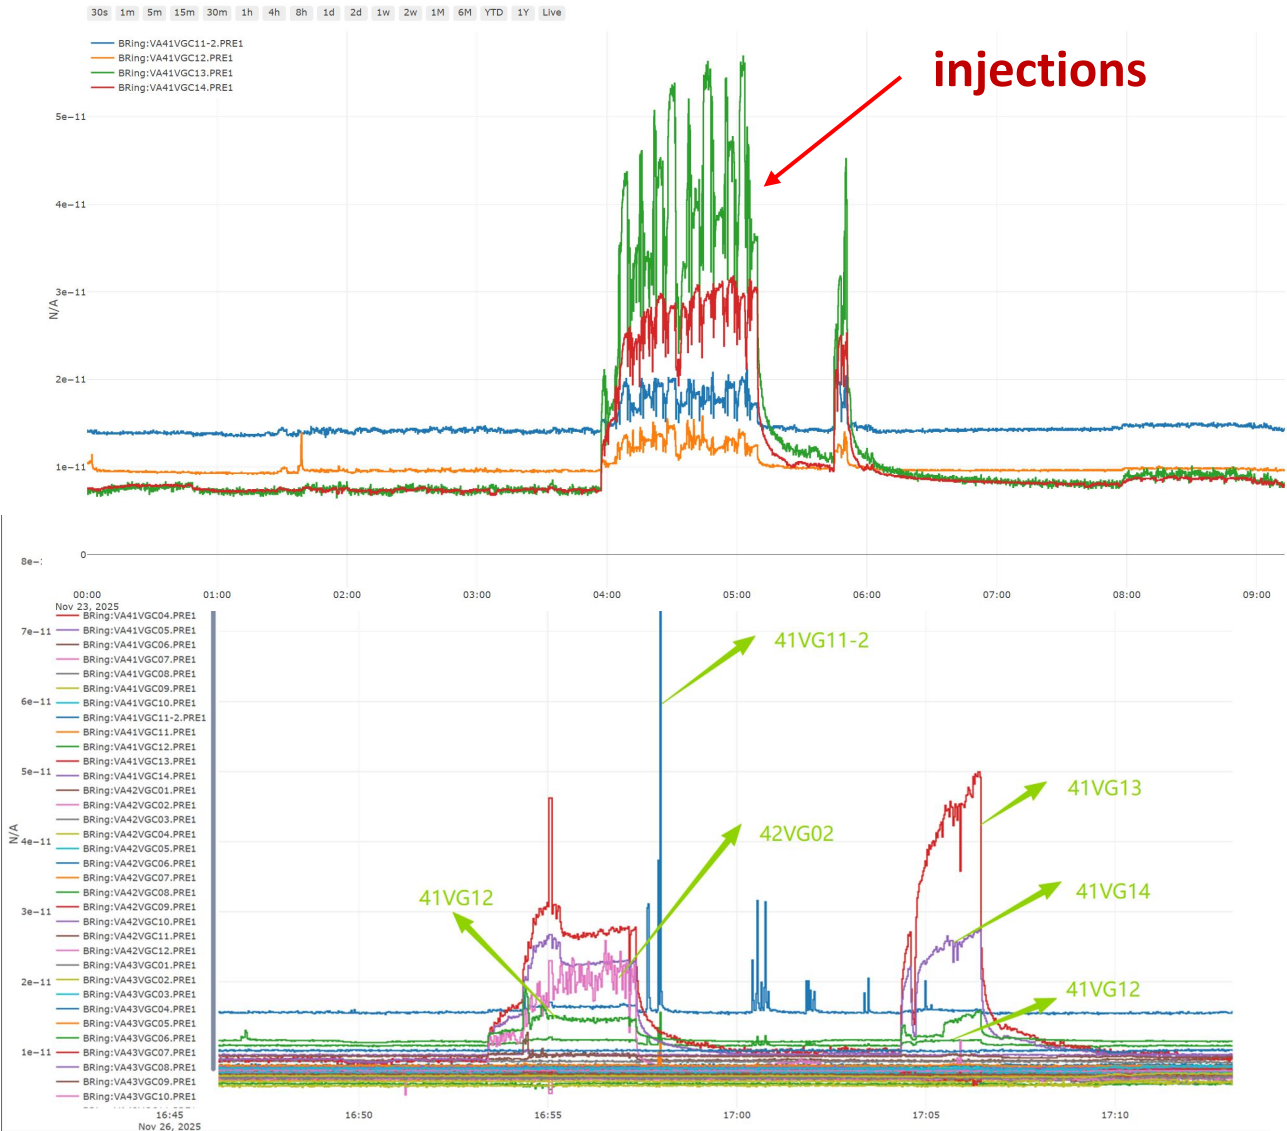 30s 1m 5m 15m 30m 1h 4h 8h 1d 2d 1w 2w 1M 6M YTD 1Y Live
BRing:VA41VGC11-2.PRE1
BRing:VA41VGC12.PRE1
BRing:VA41VGC13.PRE1
BRing:VA41VGC14.PRE1
injections
5e-11
4e-11
3e-11
2e-11
1e-11
0
N/A
00:00 01:00 02:00 03:00 04:00 05:00 06:00 07:00 08:00 09:00
Nov 23, 2025
8e-
7e-11
6e-11
5e-11
4e-11
3e-11
2e-11
1e-11
N/A
BRing:VA41VGC04.PRE1
BRing:VA41VGC05.PRE1
BRing:VA41VGC06.PRE1
BRing:VA41VGC07.PRE1
BRing:VA41VGC08.PRE1
BRing:VA41VGC09.PRE1
BRing:VA41VGC10.PRE1
BRing:VA41VGC11-2.PRE1
BRing:VA41VGC11.PRE1
BRing:VA41VGC12.PRE1
BRing:VA41VGC13.PRE1
BRing:VA41VGC14.PRE1
BRing:VA42VGC01.PRE1
BRing:VA42VGC02.PRE1
BRing:VA42VGC03.PRE1
BRing:VA42VGC04.PRE1
BRing:VA42VGC05.PRE1
BRing:VA42VGC06.PRE1
BRing:VA42VGC07.PRE1
BRing:VA42VGC08.PRE1
BRing:VA42VGC09.PRE1
BRing:VA42VGC10.PRE1
BRing:VA42VGC11.PRE1
BRing:VA42VGC12.PRE1
BRing:VA43VGC01.PRE1
BRing:VA43VGC02.PRE1
BRing:VA43VGC03.PRE1
BRing:VA43VGC04.PRE1
BRing:VA43VGC05.PRE1
BRing:VA43VGC06.PRE1
BRing:VA43VGC07.PRE1
BRing:VA43VGC08.PRE1
BRing:VA43VGC09.PRE1
BRing:VA43VGC10.PRE1
41VG11-2
41VG13
42VG02
41VG12
41VG14
41VG12
16:45 16:50 16:55 17:00 17:05 17:10
Nov 26, 2025